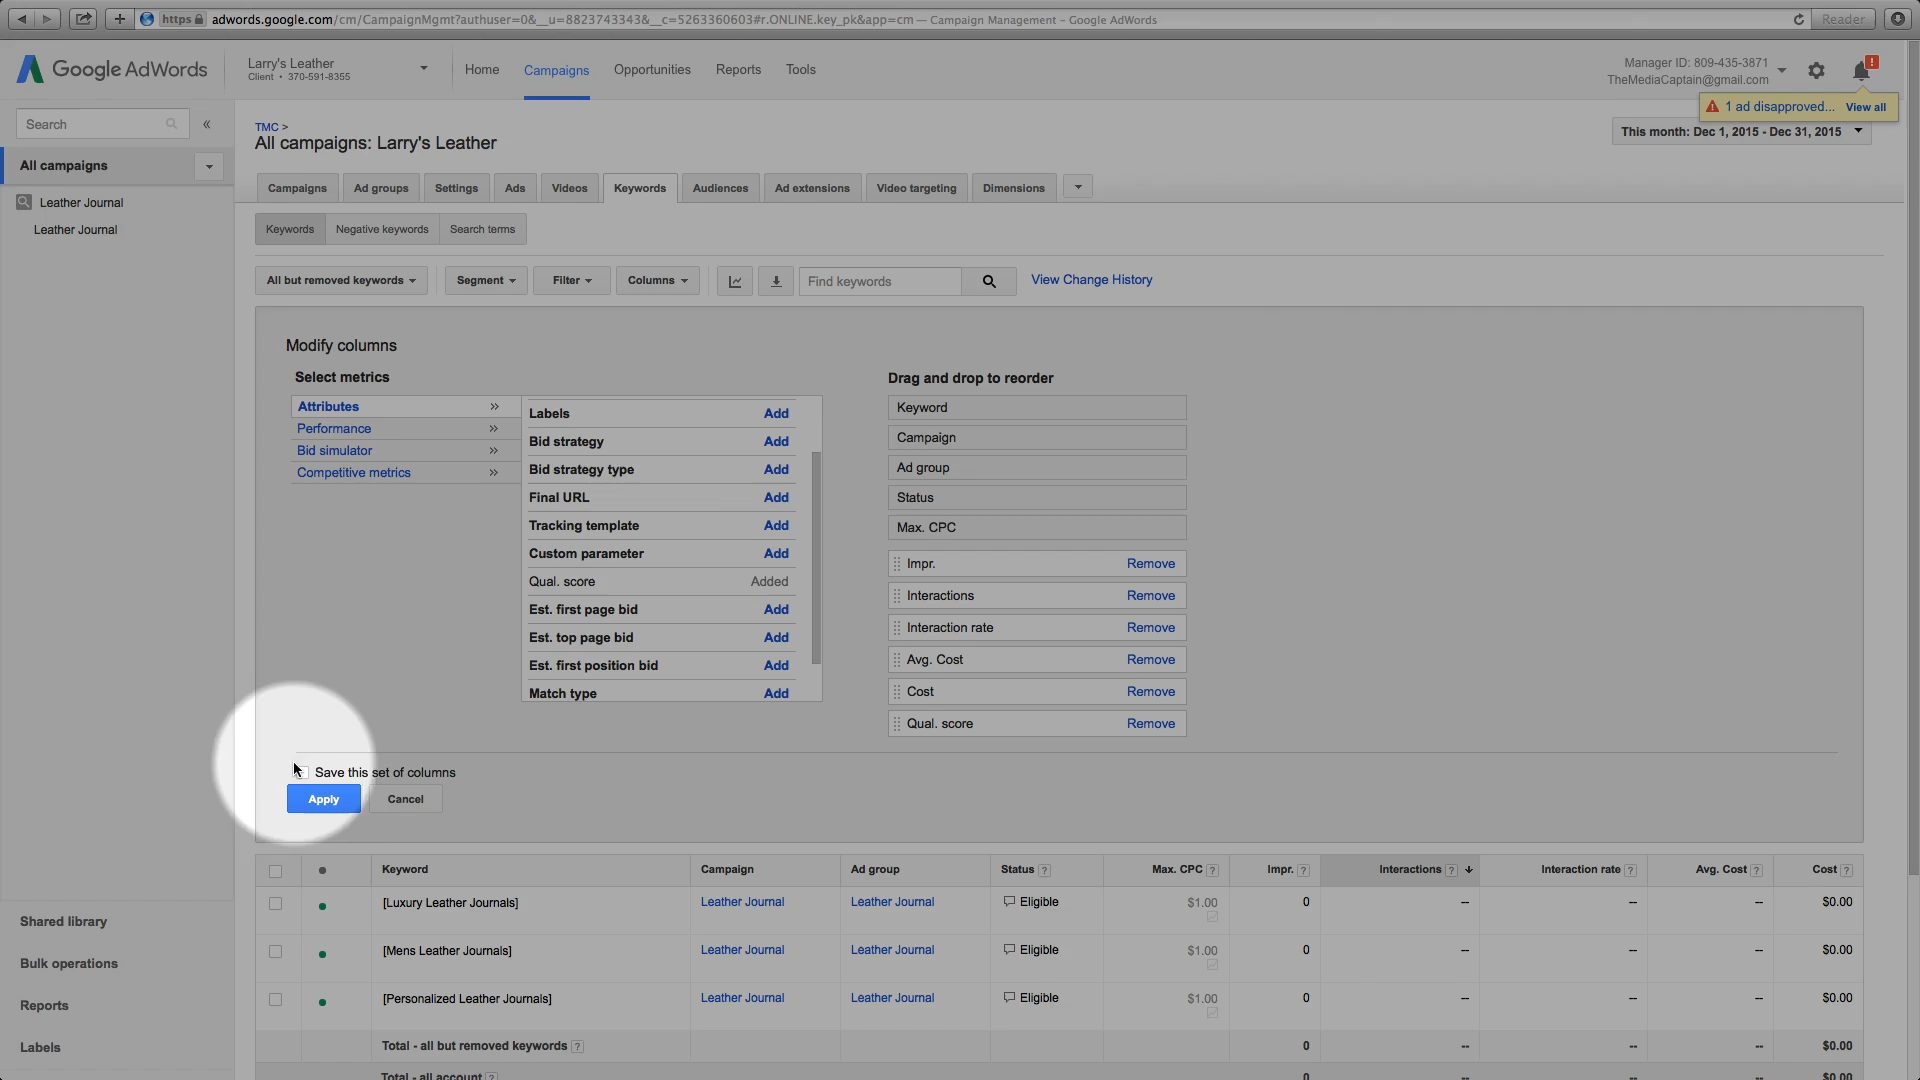 https adwords.google.com/cm/CampaignMgmt?authuser=0&__u=8823743343&__c=5263360603#r.ONLINE.key_pk&app=cm — Campaign Management – Google AdWords
Reader
Google AdWords
Larry's Leather
Client • 370-591-8355
Home
Campaigns
Opportunities
Reports
Tools
Manager ID: 809-435-3871
TheMediaCaptain@gmail.com
!
1 ad disapproved... View all
This month: Dec 1, 2015 - Dec 31, 2015
Search
«
All campaigns
Leather Journal
Leather Journal
TMC >
All campaigns: Larry's Leather
Campaigns
Ad groups
Settings
Ads
Videos
Keywords
Audiences
Ad extensions
Video targeting
Dimensions
Keywords
Negative keywords
Search terms
All but removed keywords
Segment
Filter
Columns
Find keywords
View Change History
Modify columns
Select metrics
Attributes »
Performance »
Bid simulator »
Competitive metrics »
Labels Add
Bid strategy Add
Bid strategy type Add
Final URL Add
Tracking template Add
Custom parameter Add
Qual. score Added
Est. first page bid Add
Est. top page bid Add
Est. first position bid Add
Match type Add
Drag and drop to reorder
Keyword
Campaign
Ad group
Status
Max. CPC
Impr. Remove
Interactions Remove
Interaction rate Remove
Avg. Cost Remove
Cost Remove
Qual. score Remove
Save this set of columns
Apply
Cancel
Keyword Campaign Ad group Status ? Max. CPC ? Impr. ? Interactions ? Interaction rate ? Avg. Cost ? Cost ?
[Luxury Leather Journals] Leather Journal Leather Journal Eligible $1.00 0 -- -- -- $0.00
[Mens Leather Journals] Leather Journal Leather Journal Eligible $1.00 0 -- -- -- $0.00
[Personalized Leather Journals] Leather Journal Leather Journal Eligible $1.00 0 -- -- -- $0.00
Total - all but removed keywords ? 0 -- -- -- $0.00
Total - all account ? 0 -- -- -- $0.00
Shared library
Bulk operations
Reports
Labels